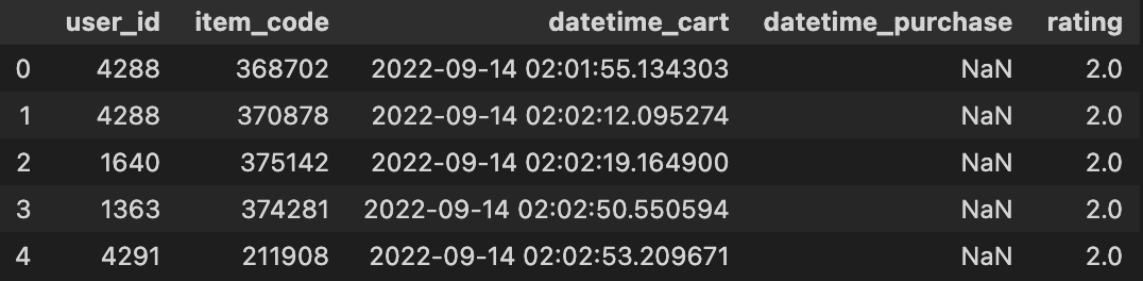 user_id item_code datetime_cart datetime_purchase rating
0 4288 368702 2022-09-14 02:01:55.134303 NaN 2.0
1 4288 370878 2022-09-14 02:02:12.095274 NaN 2.0
2 1640 375142 2022-09-14 02:02:19.164900 NaN 2.0
3 1363 374281 2022-09-14 02:02:50.550594 NaN 2.0
4 4291 211908 2022-09-14 02:02:53.209671 NaN 2.0